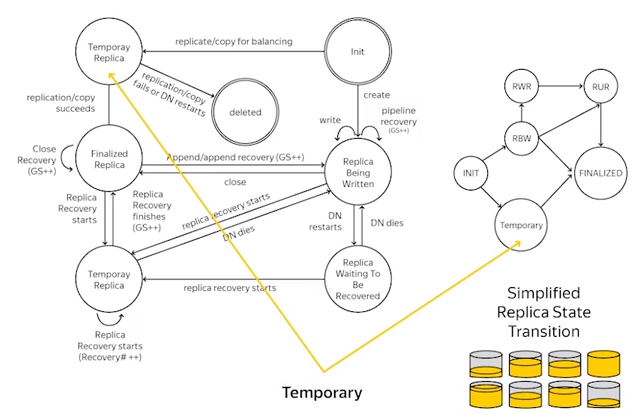 Temporay
Replica
replicate/copy for balancing
Init
replication/copy
fails or DN restarts
deleted
replication/copy
succeeds
create
write
pipeline
recovery
(GS++)
Close
Recovery
(GS++)
Finalized
Replica
Append/append recovery (GS++)
close
Replica
Being
Written
Replica
Recovery
starts
Replica
Recovery
finishes
(GS++)
replica recovery starts
DN dies
DN
restarts
DN dies
Temporay
Replica
replica recovery starts
Replica
Waiting To
Be
Recovered
Replica
Recovery starts
(Recovery# ++)
RWR
RUR
RBW
INIT
FINALIZED
Temporary
Simplified
Replica State
Transition
Temporary